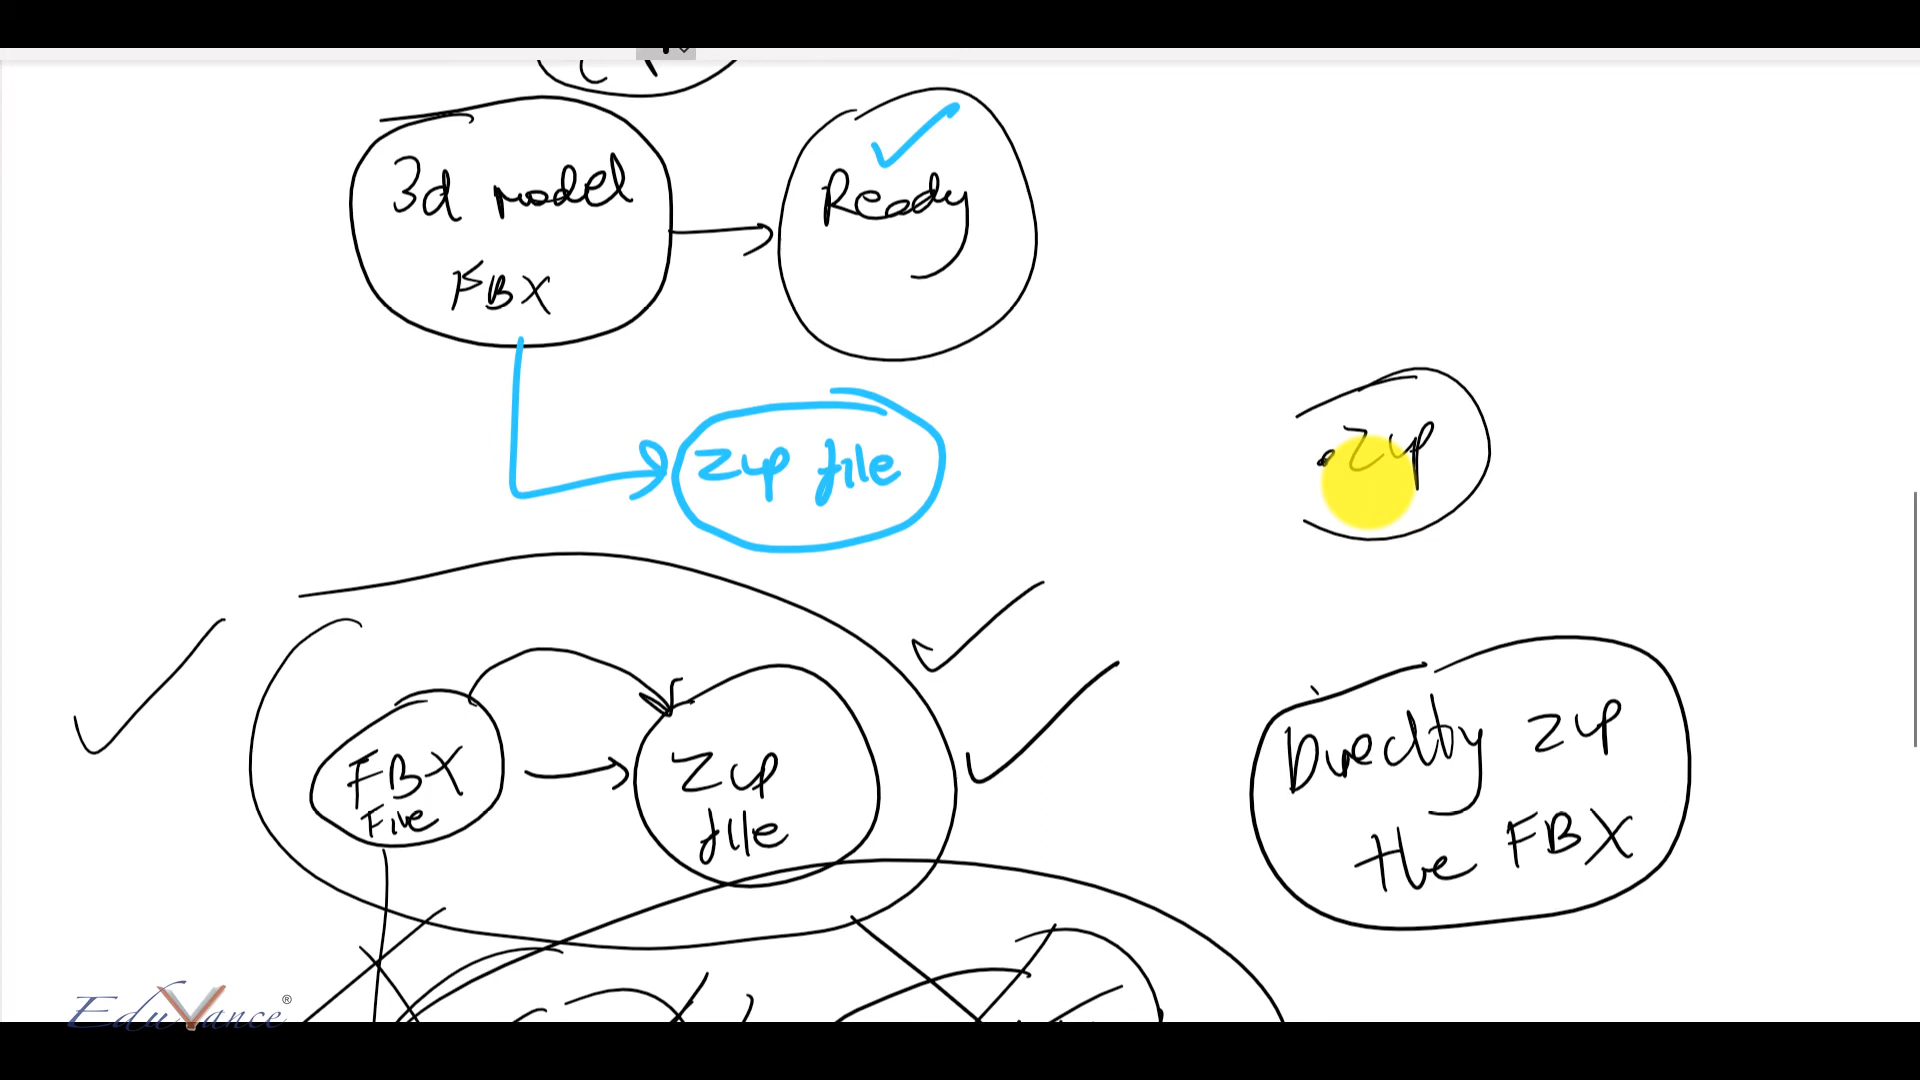 3d model
FBX
Ready
zip file
.zip
FBX
File
Zip
file
Directly zip
the FBX
EduVance®